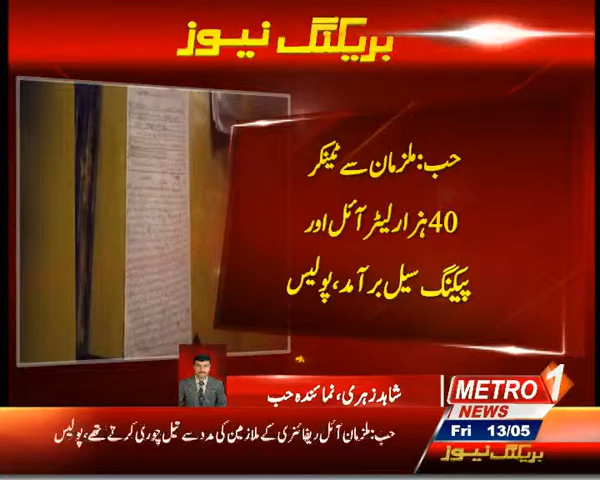 بریکنگ نیوز
حب: ملزمان سے ٹینکر
40 ہزار لیٹر آئل اور
پیکنگ سیل برآمد، پولیس
شاہد زہری، نمائندہ حب
حب: ملزمان آئل ریفائنری کے ملازمین کی مدد سے تیل چوری کرتے تھے، پولیس
METRO 1
NEWS
Fri 13/05
بریکنگ نیوز